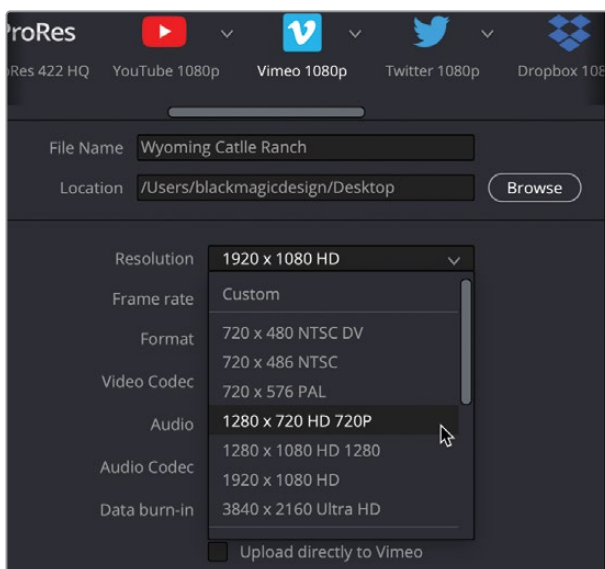 ProRes
oRes 422 HQ YouTube 1080p Vimeo 1080p Twitter 1080p Dropbox 108
File Name Wyoming Catlle Ranch
Location /Users/blackmagicdesign/Desktop Browse
Resolution 1920 x 1080 HD
Frame rate Custom
Format 720 x 480 NTSC DV
720 x 486 NTSC
Video Codec 720 x 576 PAL
Audio 1280 x 720 HD 720P
1280 x 1080 HD 1280
Audio Codec 1920 x 1080 HD
Data burn-in 3840 x 2160 Ultra HD
Upload directly to Vimeo